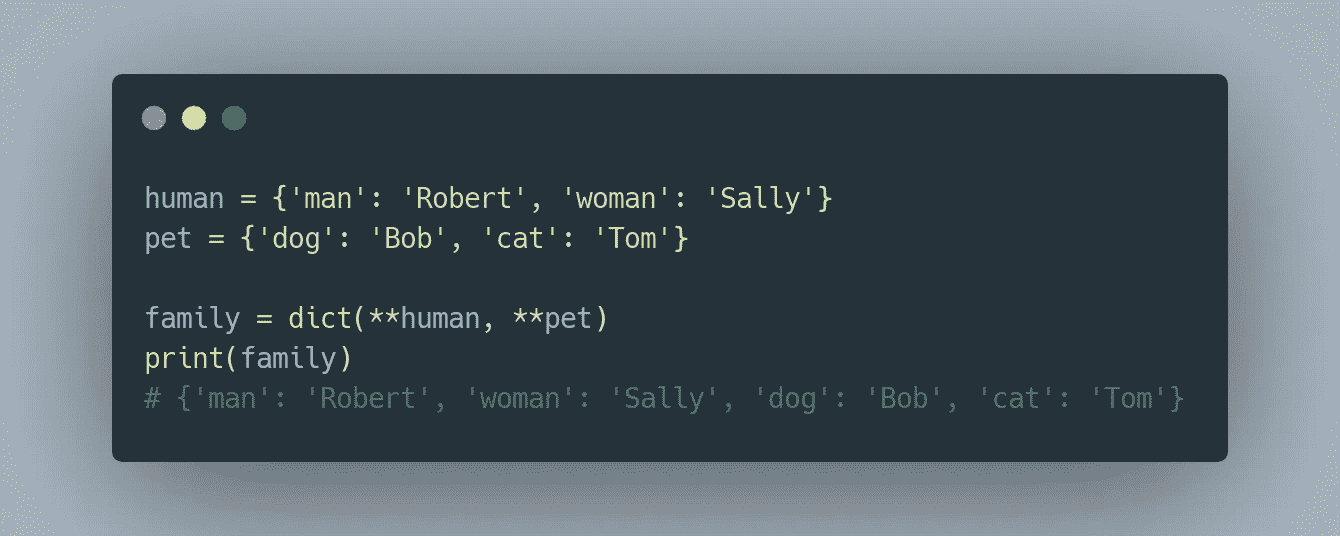 human = {'man': 'Robert', 'woman': 'Sally'}
pet = {'dog': 'Bob', 'cat': 'Tom'}
family = dict(**human, **pet)
print(family)
# {'man': 'Robert', 'woman': 'Sally', 'dog': 'Bob', 'cat': 'Tom'}